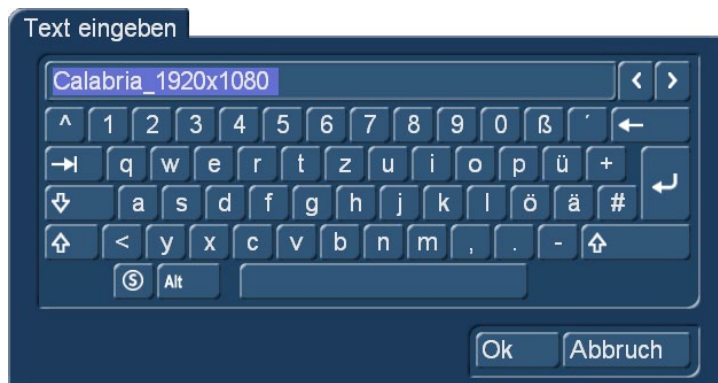 Text eingeben
Calabria_1920x1080 < >
^ 1 2 3 4 5 6 7 8 9 0 ß ´ ←
⇥ q w e r t z u i o p ü +
⇩ a s d f g h j k l ö ä # ↵
⇧ < y x c v b n m , . - ⇧
Ⓢ Alt
Ok Abbruch